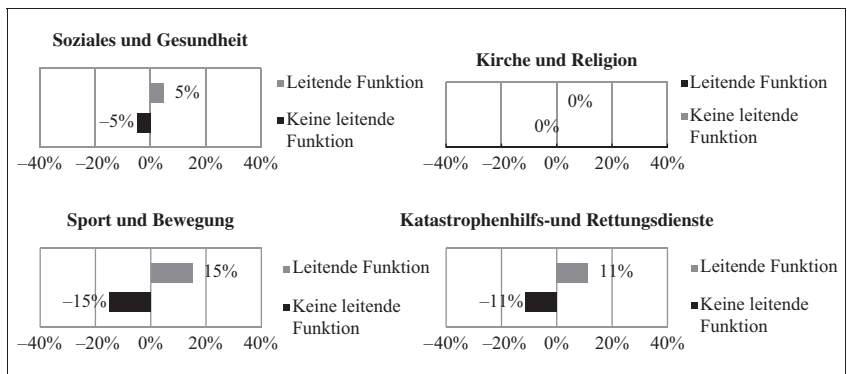 Soziales und Gesundheit
5%
–5%
Leitende Funktion
Keine leitende
Funktion
–40% –20% 0% 20% 40%
Kirche und Religion
0%
0%
Leitende Funktion
Keine leitende
Funktion
–40% –20% 0% 20% 40%
Sport und Bewegung
15%
–15%
Leitende Funktion
Keine leitende
Funktion
–40% –20% 0% 20% 40%
Katastrophenhilfs-und Rettungsdienste
11%
–11%
Leitende Funktion
Keine leitende
Funktion
–40% –20% 0% 20% 40%